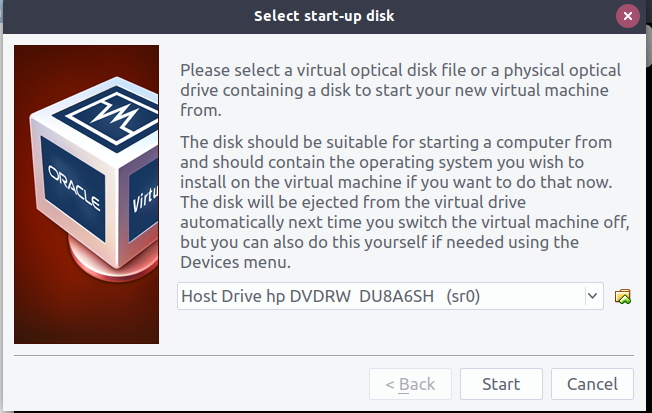 Select start-up disk
ORACLE
Please select a virtual optical disk file or a physical optical
drive containing a disk to start your new virtual machine
from.
The disk should be suitable for starting a computer from
and should contain the operating system you wish to
install on the virtual machine if you want to do that now.
The disk will be ejected from the virtual drive
automatically next time you switch the virtual machine off,
but you can also do this yourself if needed using the
Devices menu.
Host Drive hp DVDRW  DU8A6SH   (sr0)
< Back
Start
Cancel